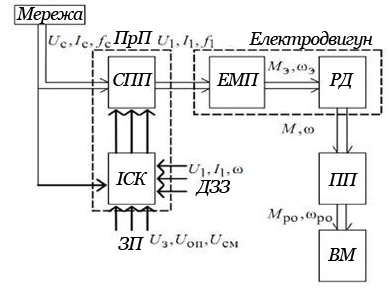 Мережа
Uс, Iс, fс ПрП U1, I1, f1 Електродвигун
СПП ЕМП Mэ, ωэ РД
M, ω
ІСК U1, I1, ω ПП
ДЗЗ
Mро, ωро
ЗП Uз, Uоп, Uсм ВМ